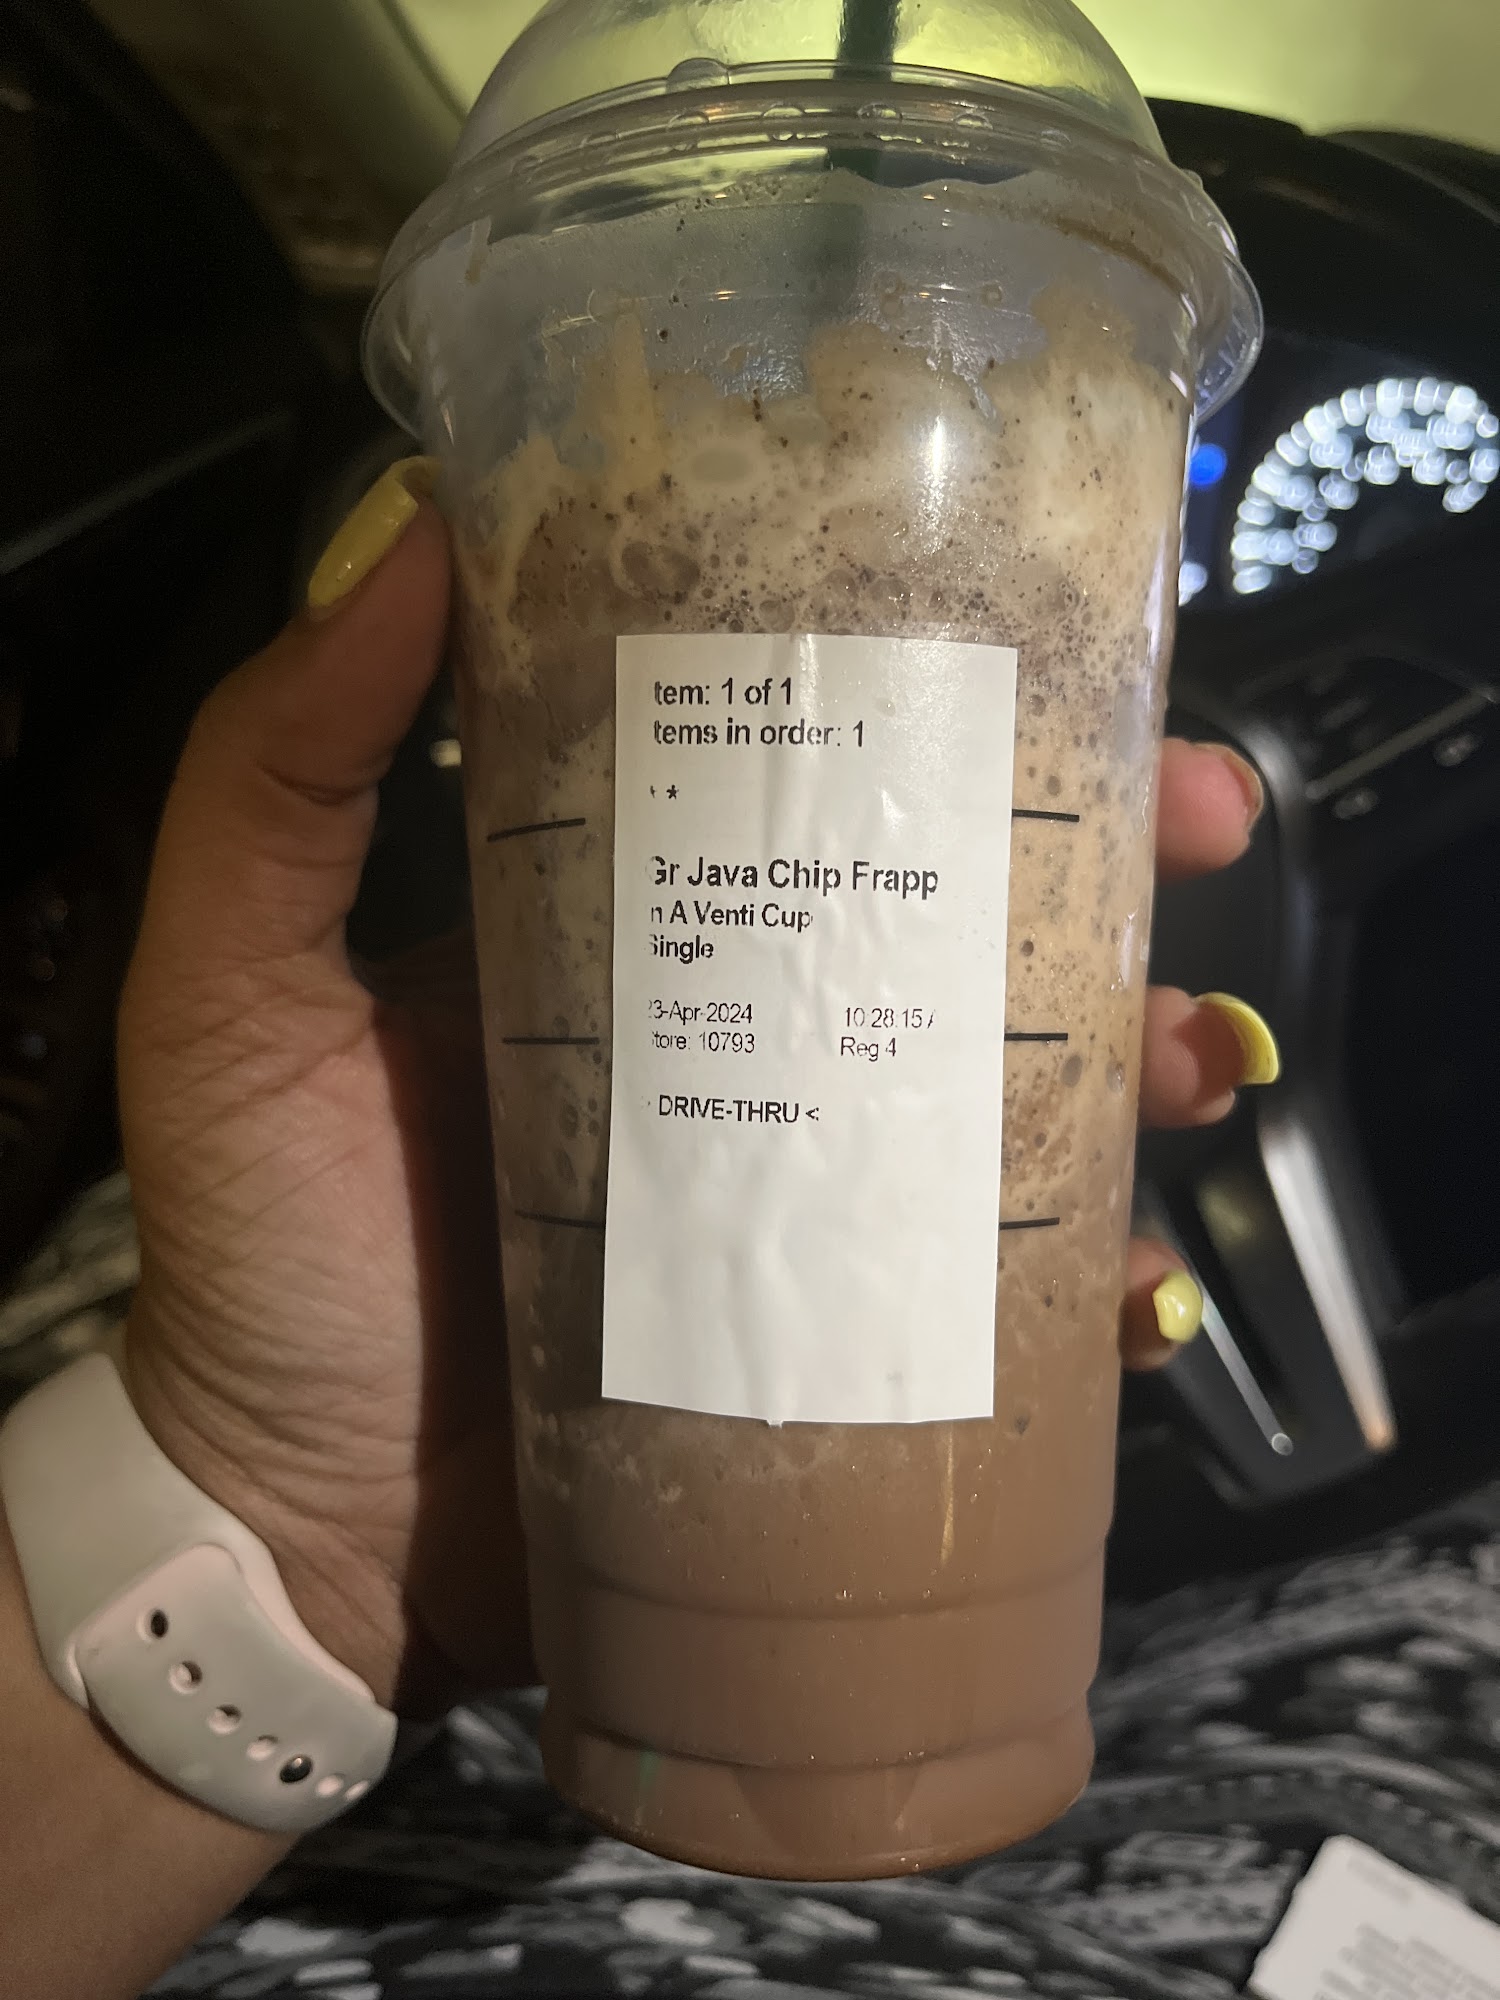 tem: 1 of 1
tems in order: 1
* *
Gr Java Chip Frapp
n A Venti Cup
Single
3-Apr-2024 10:28:15 A
tore: 10793 Reg 4
> DRIVE-THRU <